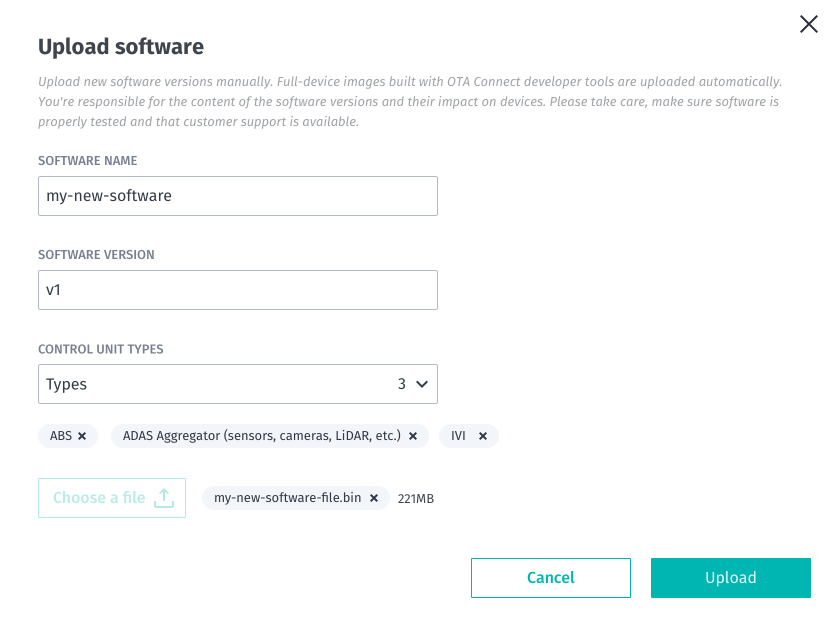 Upload software
Upload new software versions manually. Full-device images built with OTA Connect developer tools are uploaded automatically.
You're responsible for the content of the software versions and their impact on devices. Please take care, make sure software is
properly tested and that customer support is available.
SOFTWARE NAME
my-new-software
SOFTWARE VERSION
v1
CONTROL UNIT TYPES
Types 3
ABS ADAS Aggregator (sensors, cameras, LiDAR, etc.) IVI
Choose a file my-new-software-file.bin 221MB
Cancel Upload